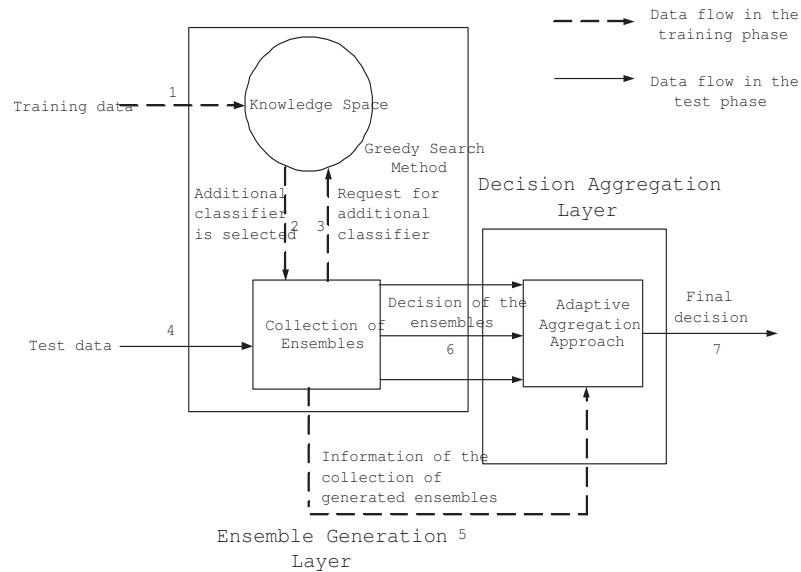 Data flow in the
training phase
Data flow in the
test phase
1
Training data
Knowledge Space
Greedy Search
Method
Additional
classifier
is selected
2
3
Request for
additional
classifier
Decision Aggregation
Layer
4
Test data
Collection of
Ensembles
Decision of the
ensembles
6
Adaptive
Aggregation
Approach
Final
decision
7
Information of the
collection of
generated ensembles
5
Ensemble Generation
Layer